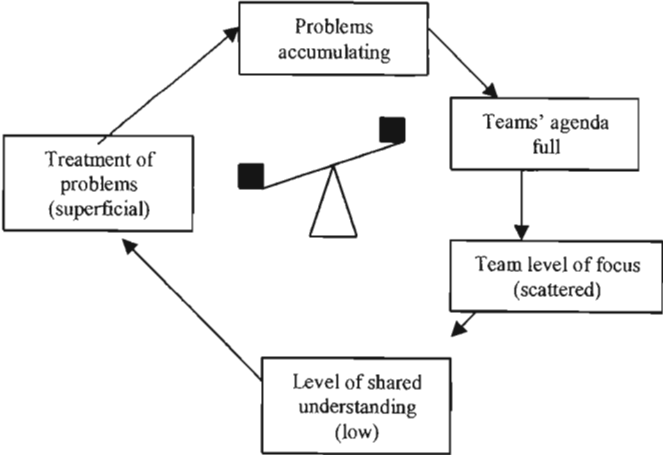 Problems
accumulating
Teams' agenda
full
Team level of focus
(scattered)
Level of shared
understanding
(low)
Treatment of
problems
(superficial)